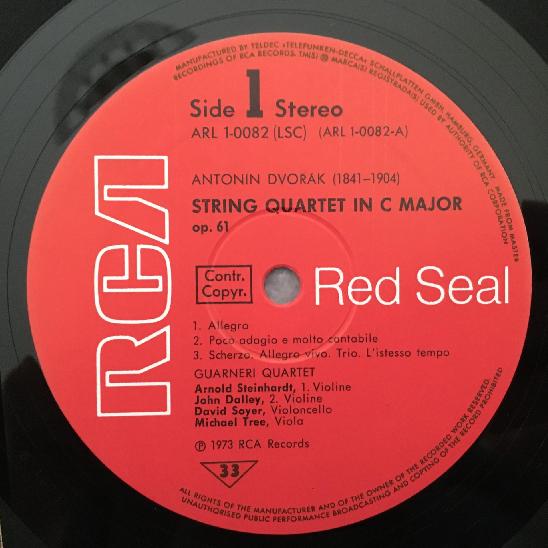 MANUFACTURED BY TELDEC »TELEFUNKEN-DECCA« SCHALLPLATTEN GMBH, HAMBURG, GERMANY MADE FROM MASTER
RECORDINGS OF RCA RECORDS. TM(S) ® MARCA(S) REGISTRADA(S) USED BY AUTHORITY OF RCA CORPORATION
Side 1 Stereo
ARL 1-0082 (LSC) (ARL 1-0082-A)
ANTONIN DVORAK (1841–1904)
STRING QUARTET IN C MAJOR
op. 61
RCA
Contr.
Copyr.
Red Seal
1. Allegro
2. Poco adagio e molto cantabile
3. Scherzo. Allegro vivo. Trio. L'istesso tempo
GUARNERI QUARTET
Arnold Steinhardt, 1. Violine
John Dalley, 2. Violine
David Soyer, Violoncello
Michael Tree, Viola
℗ 1973 RCA Records
33
ALL RIGHTS OF THE MANUFACTURER AND OF THE OWNER OF THE RECORDED WORK RESERVED.
UNAUTHORISED PUBLIC PERFORMANCE BROADCASTING AND COPYING OF THE RECORD PROHIBITED